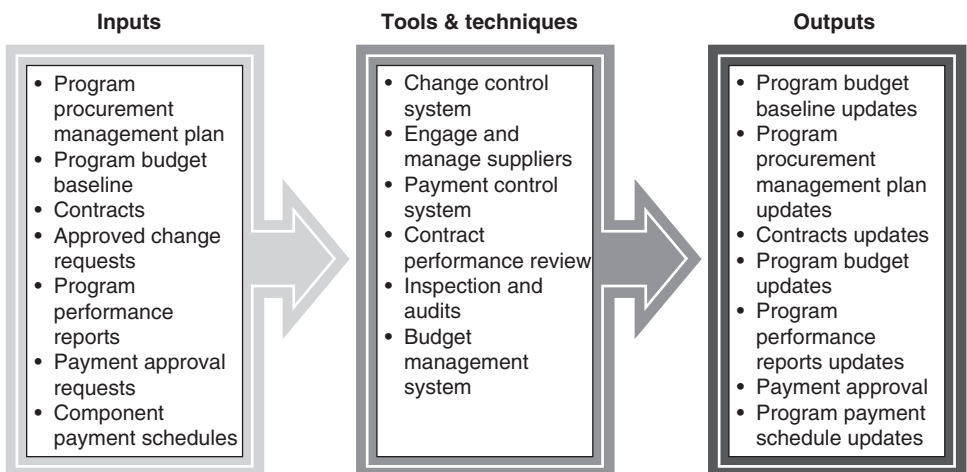 Inputs
• Program
procurement
management plan
• Program budget
baseline
• Contracts
• Approved change
requests
• Program
performance
reports
• Payment approval
requests
• Component
payment schedules
Tools & techniques
• Change control
system
• Engage and
manage suppliers
• Payment control
system
• Contract
performance review
• Inspection and
audits
• Budget
management
system
Outputs
• Program budget
baseline updates
• Program
procurement
management plan
updates
• Contracts updates
• Program budget
updates
• Program
performance
reports updates
• Payment approval
• Program payment
schedule updates